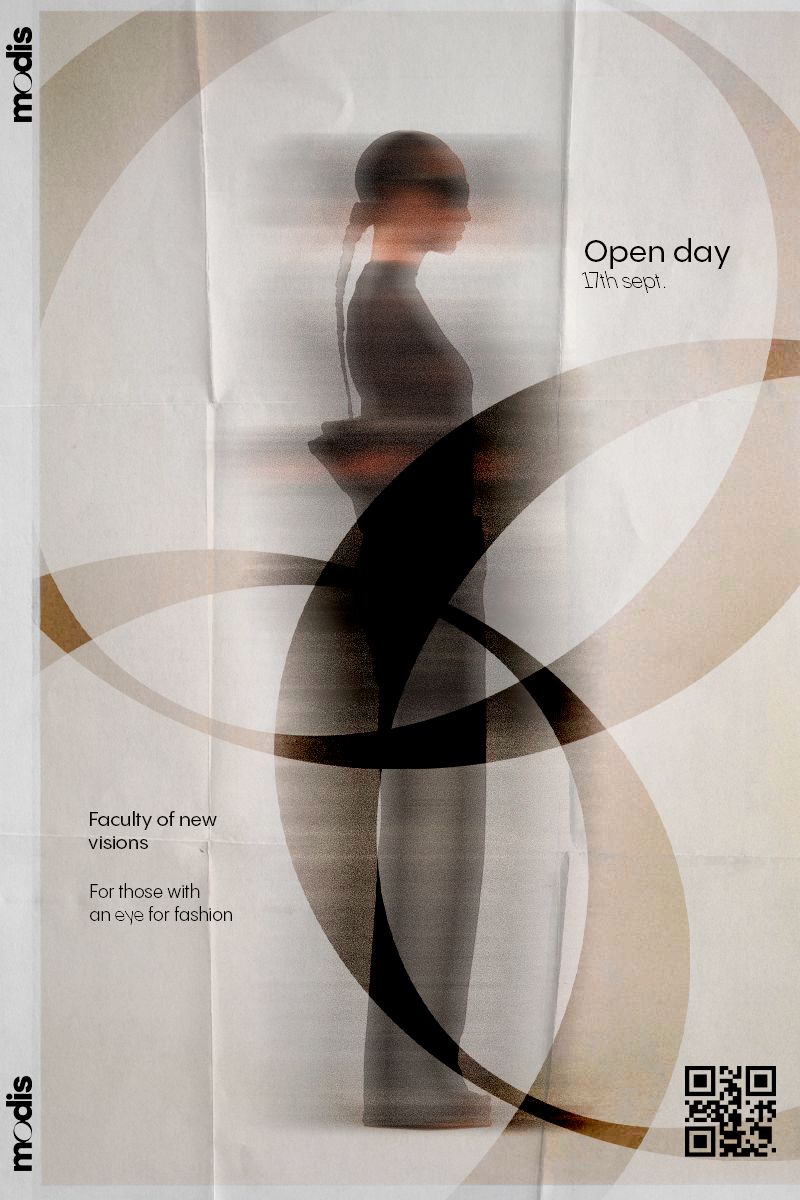 modis
Open day
17th sept.
Faculty of new
visions
For those with
an eye for fashion
modis